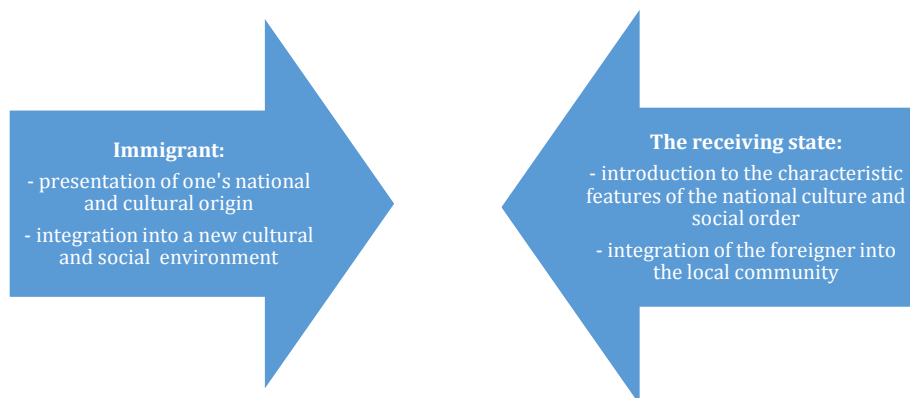 Immigrant:
- presentation of one's national
and cultural origin
- integration into a new cultural
and social environment
The receiving state:
- introduction to the characteristic
features of the national culture and
social order
- integration of the foreigner into
the local community